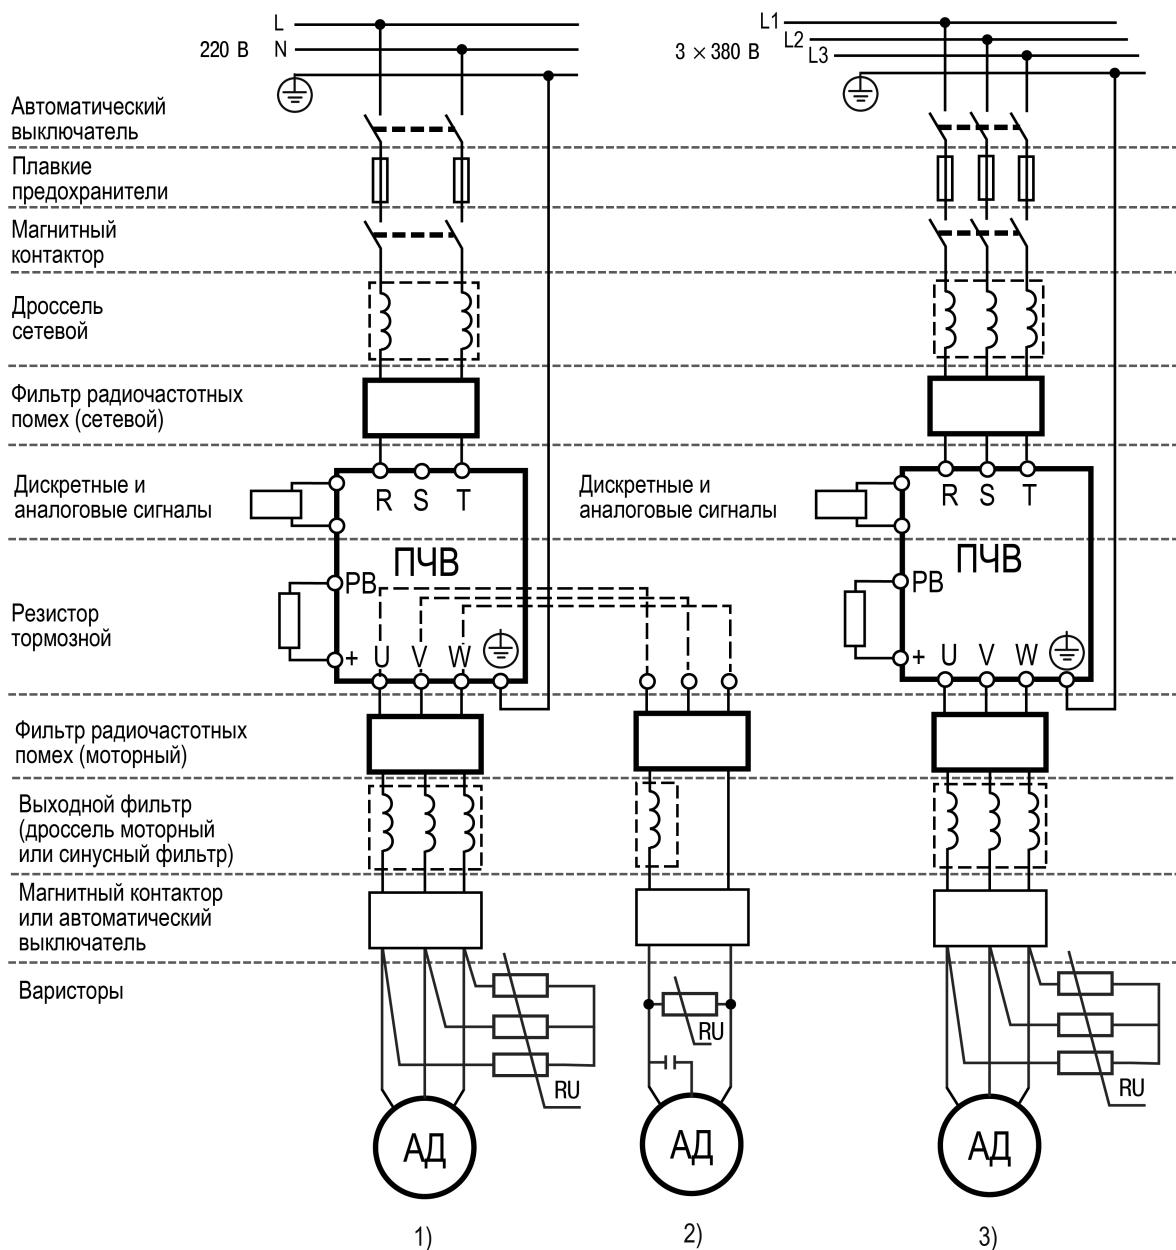 L
220 В
N
L1
L2
L3
3 × 380 В
Автоматический
выключатель
Плавкие
предохранители
Магнитный
контактор
Дроссель
сетевой
Фильтр радиочастотных
помех (сетевой)
Дискретные и
аналоговые сигналы
R S T
ПЧВ
PB
+ U V W
Дискретные и
аналоговые сигналы
R S T
ПЧВ
PB
+ U V W
Резистор
тормозной
Фильтр радиочастотных
помех (моторный)
Выходной фильтр
(дроссель моторный
или синусный фильтр)
Магнитный контактор
или автоматический
выключатель
Варисторы
RU
RU
RU
АД
АД
АД
1)
2)
3)